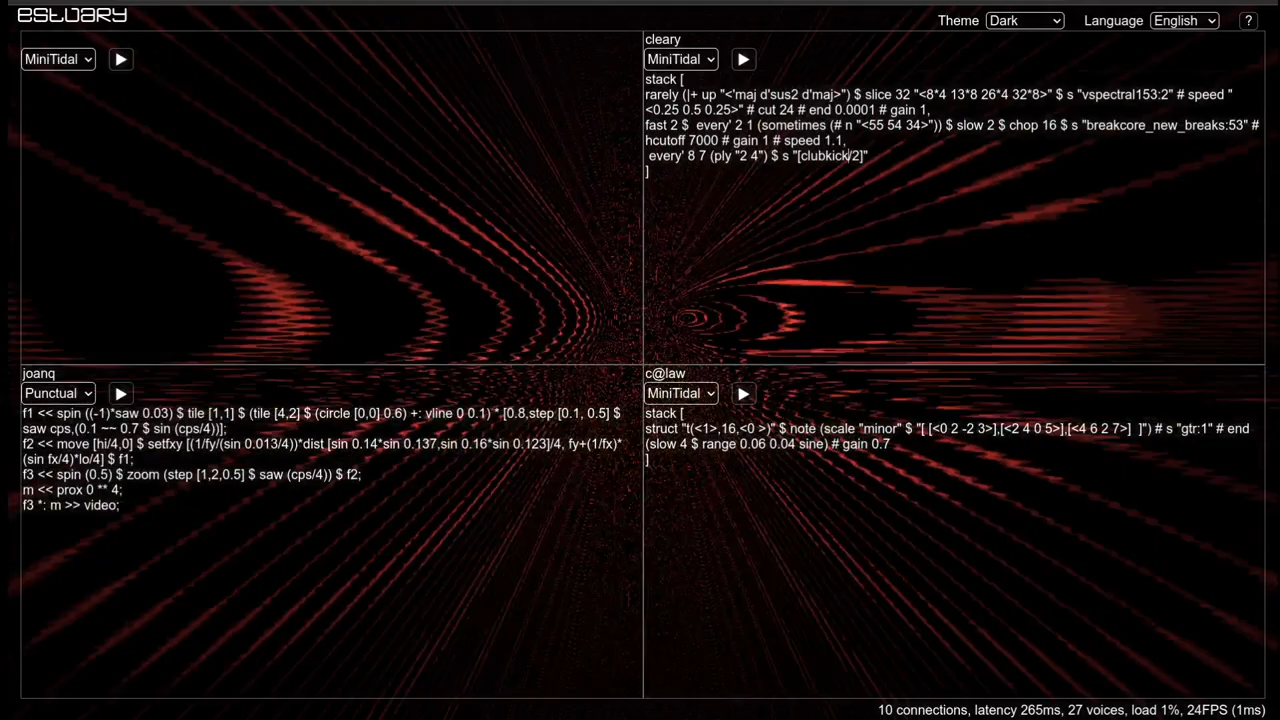 estuary
Theme Dark Language English ?
MiniTidal
cleary
MiniTidal
stack [
rarely (|+ up "<'maj d'sus2 d'maj>") $ slice 32 "<8*4 13*8 26*4 32*8>" $ s "vspectral153:2" # speed "
<0.25 0.5 0.25>" # cut 24 # end 0.0001 # gain 1,
fast 2 $  every' 2 1 (sometimes (# n "<55 54 34>")) $ slow 2 $ chop 16 $ s "breakcore_new_breaks:53" #
hcutoff 7000 # gain 1 # speed 1.1,
every' 8 7 (ply "2 4") $ s "[clubkick/2]"
]
joanq
Punctual
f1 << spin ((-1)*saw 0.03) $ tile [1,1] $ (tile [4,2] $ (circle [0,0] 0.6) +: vline 0 0.1) * [0.8,step [0.1, 0.5] $
saw cps,(0.1 ~~ 0.7 $ sin (cps/4))];
f2 << move [hi/4,0] $ setfxy [(1/fy/(sin 0.013/4))*dist [sin 0.14*sin 0.137,sin 0.16*sin 0.123]/4, fy+(1/fx)*
(sin fx/4)*lo/4] $ f1;
f3 << spin (0.5) $ zoom (step [1,2,0.5] $ saw (cps/4)) $ f2;
m << prox 0 ** 4;
f3 *: m >> video;
c@law
MiniTidal
stack [
struct "t(<1>,16,<0 >)" $ note (scale "minor" $ "[ [<0 2 -2 3>],[<2 4 0 5>],[<4 6 2 7>]  ]") # s "gtr:1" # end
(slow 4 $ range 0.06 0.04 sine) # gain 0.7
]
10 connections, latency 265ms, 27 voices, load 1%, 24FPS (1ms)